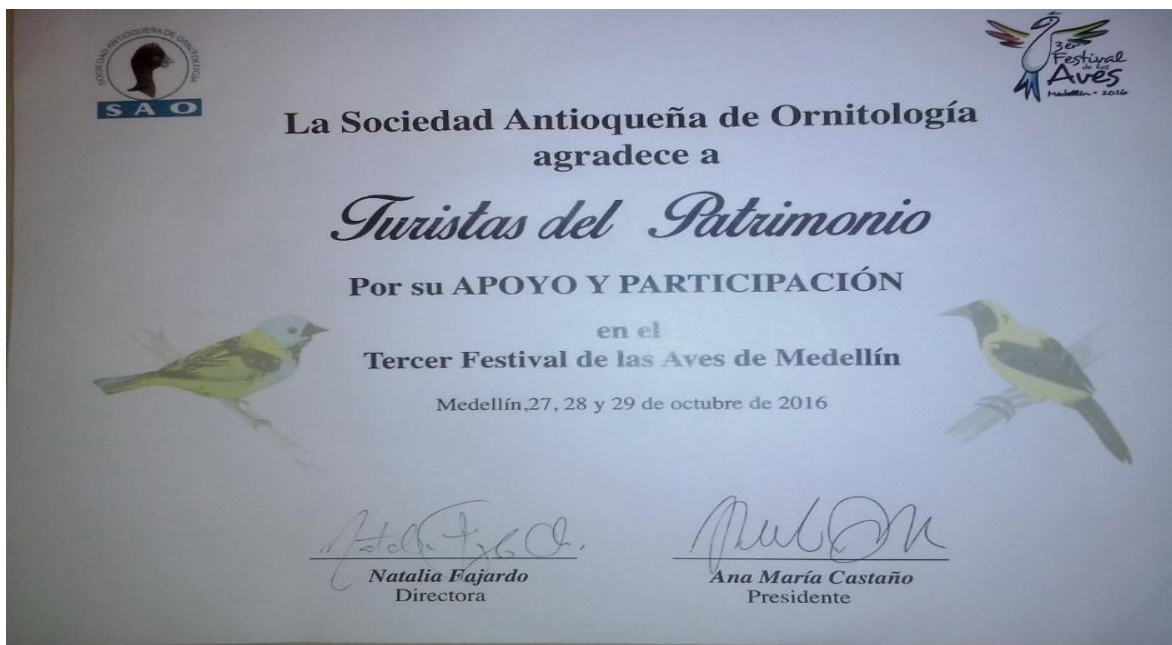 SOCIEDAD ANTIOQUEÑA DE ORNITOLOGÍA
SAO
3er
Festival
de las
Aves
Medellín - 2016
La Sociedad Antioqueña de Ornitología
agradece a
Turistas del Patrimonio
Por su APOYO Y PARTICIPACIÓN
en el
Tercer Festival de las Aves de Medellín
Medellín,27, 28 y 29 de octubre de 2016
Natalia Fajardo
Directora
Ana María Castaño
Presidente